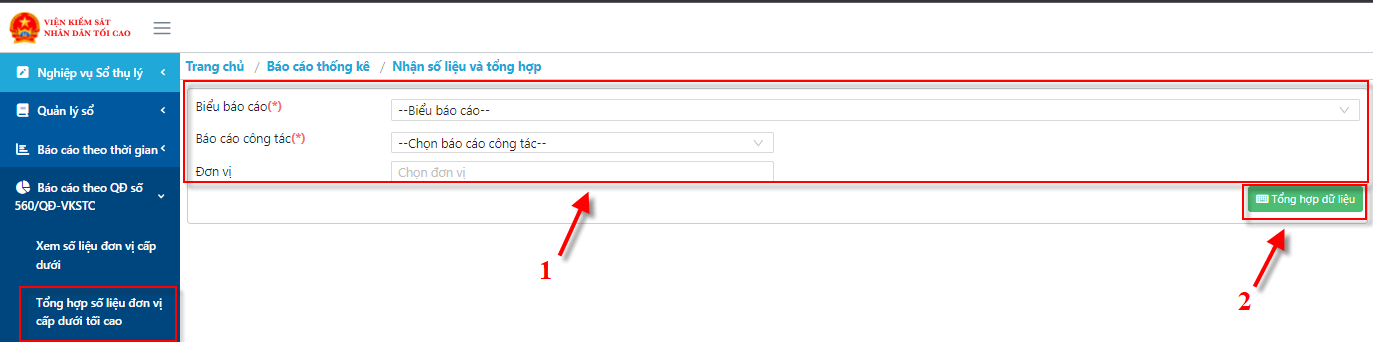 VIỆN KIỂM SÁT
NHÂN DÂN TỐI CAO
Nghiệp vụ Sổ thụ lý
Quản lý sổ
Báo cáo theo thời gian
Báo cáo theo QĐ số
560/QĐ-VKSTC
Xem số liệu đơn vị cấp
dưới
Tổng hợp số liệu đơn vị
cấp dưới tối cao
Trang chủ / Báo cáo thống kê / Nhận số liệu và tổng hợp
Biểu báo cáo(*)
--Biểu báo cáo--
Báo cáo công tác(*)
--Chọn báo cáo công tác--
Đơn vị
Chọn đơn vị
Tổng hợp dữ liệu
1
2